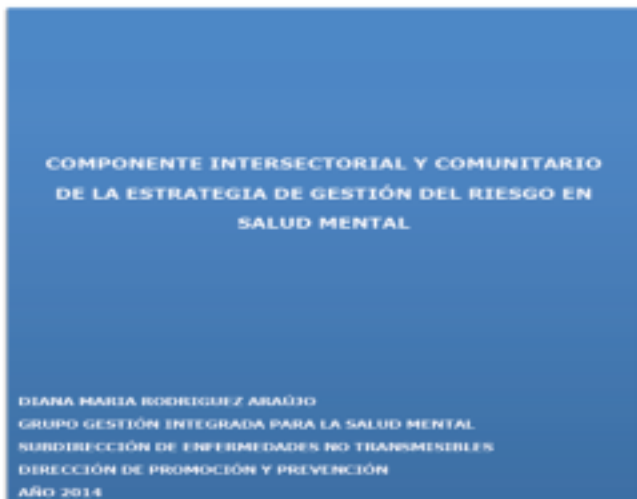 COMPONENTE INTERSECTORIAL Y COMUNITARIO
DE LA ESTRATEGIA DE GESTIÓN DEL RIESGO EN
SALUD MENTAL
DIANA MARIA RODRIGUEZ ARAÚJO
GRUPO GESTIÓN INTEGRADA PARA LA SALUD MENTAL
SUBDIRECCIÓN DE ENFERMEDADES NO TRANSMISIBLES
DIRECCIÓN DE PROMOCIÓN Y PREVENCIÓN
AÑO 2014